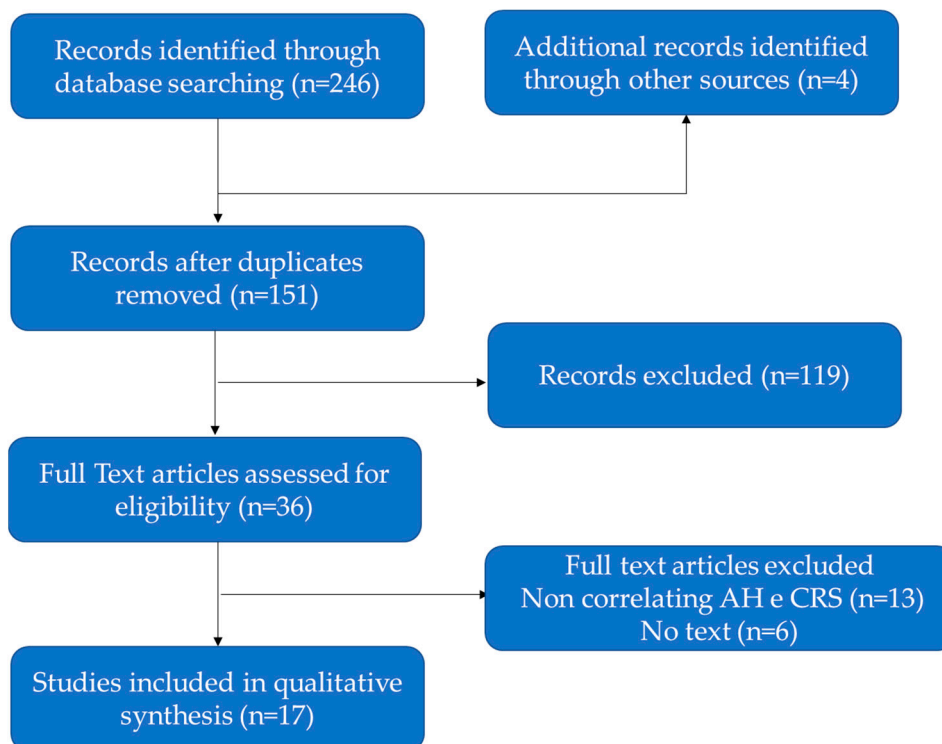 Records identified through
database searching (n=246)
Additional records identified
through other sources (n=4)
Records after duplicates
removed (n=151)
Records excluded (n=119)
Full Text articles assessed for
eligibility (n=36)
Full text articles excluded
Non correlating AH e CRS (n=13)
No text (n=6)
Studies included in qualitative
synthesis (n=17)